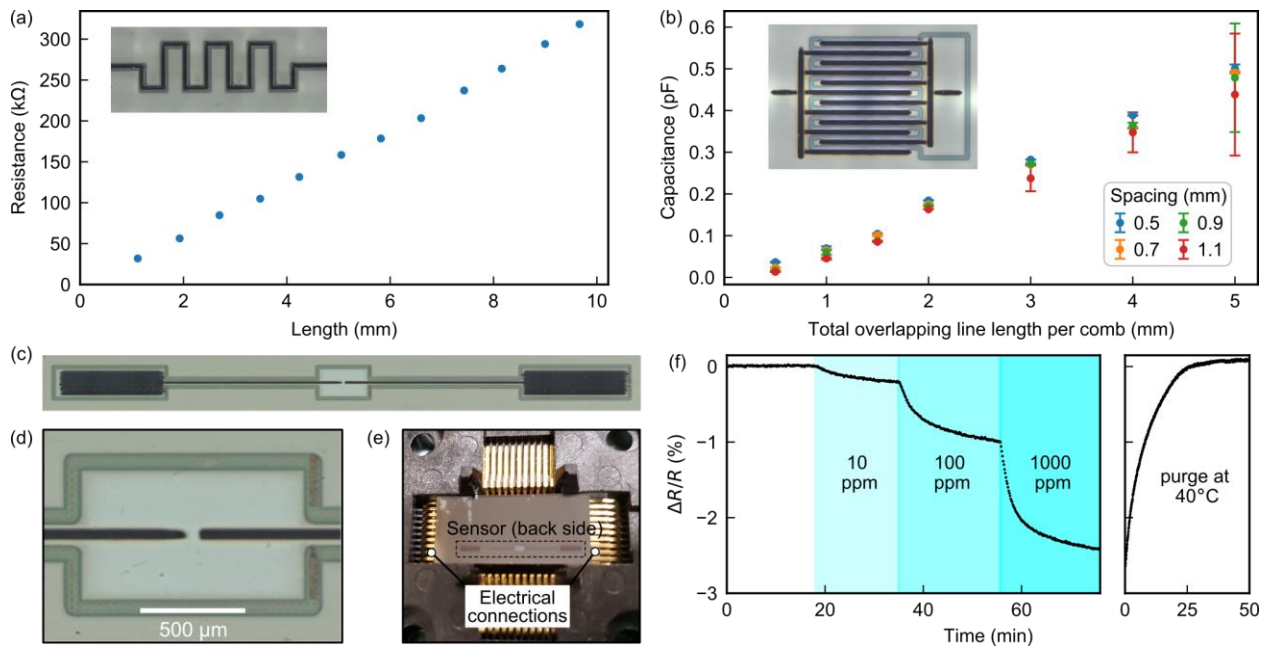 (a)
300
250
200
150
100
50
0
Resistance (kΩ)
0 2 4 6 8 10
Length (mm)
(b)
0.6
0.5
0.4
0.3
0.2
0.1
0.0
Capacitance (pF)
Spacing (mm)
0.5 0.9
0.7 1.1
0 1 2 3 4 5
Total overlapping line length per comb (mm)
(c)
(d)
500 µm
(e)
Sensor (back side)
Electrical
connections
(f)
0
−1
−2
−3
ΔR/R (%)
10
ppm
100
ppm
1000
ppm
purge at
40°C
0 20 40 60
0 25 50
Time (min)